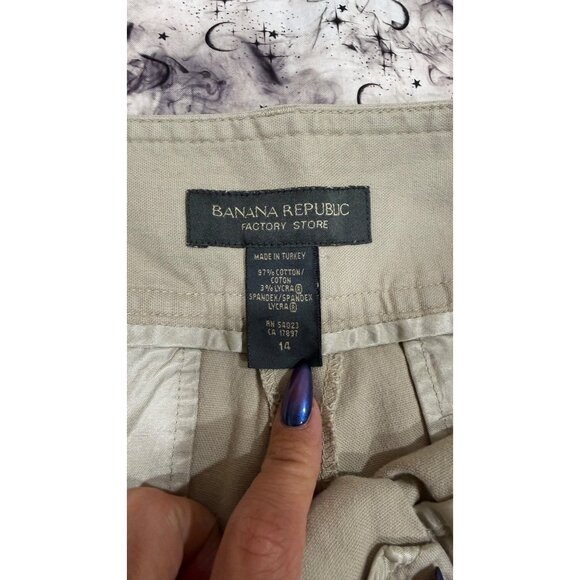 BANANA REPUBLIC
FACTORY STORE
MADE IN TURKEY
97% COTTON/
COTON
3% LYCRA®
SPANDEX/SPANDEX
LYCRA®
RN 54023
CA 17897
14